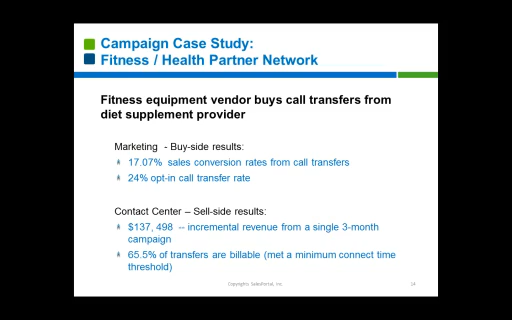 Campaign Case Study:
Fitness / Health Partner Network
Fitness equipment vendor buys call transfers from
diet supplement provider
Marketing - Buy-side results:
17.07% sales conversion rates from call transfers
24% opt-in call transfer rate
Contact Center – Sell-side results:
$137, 498 -- incremental revenue from a single 3-month
campaign
65.5% of transfers are billable (met a minimum connect time
threshold)
Copyrights SalesPortal, Inc.